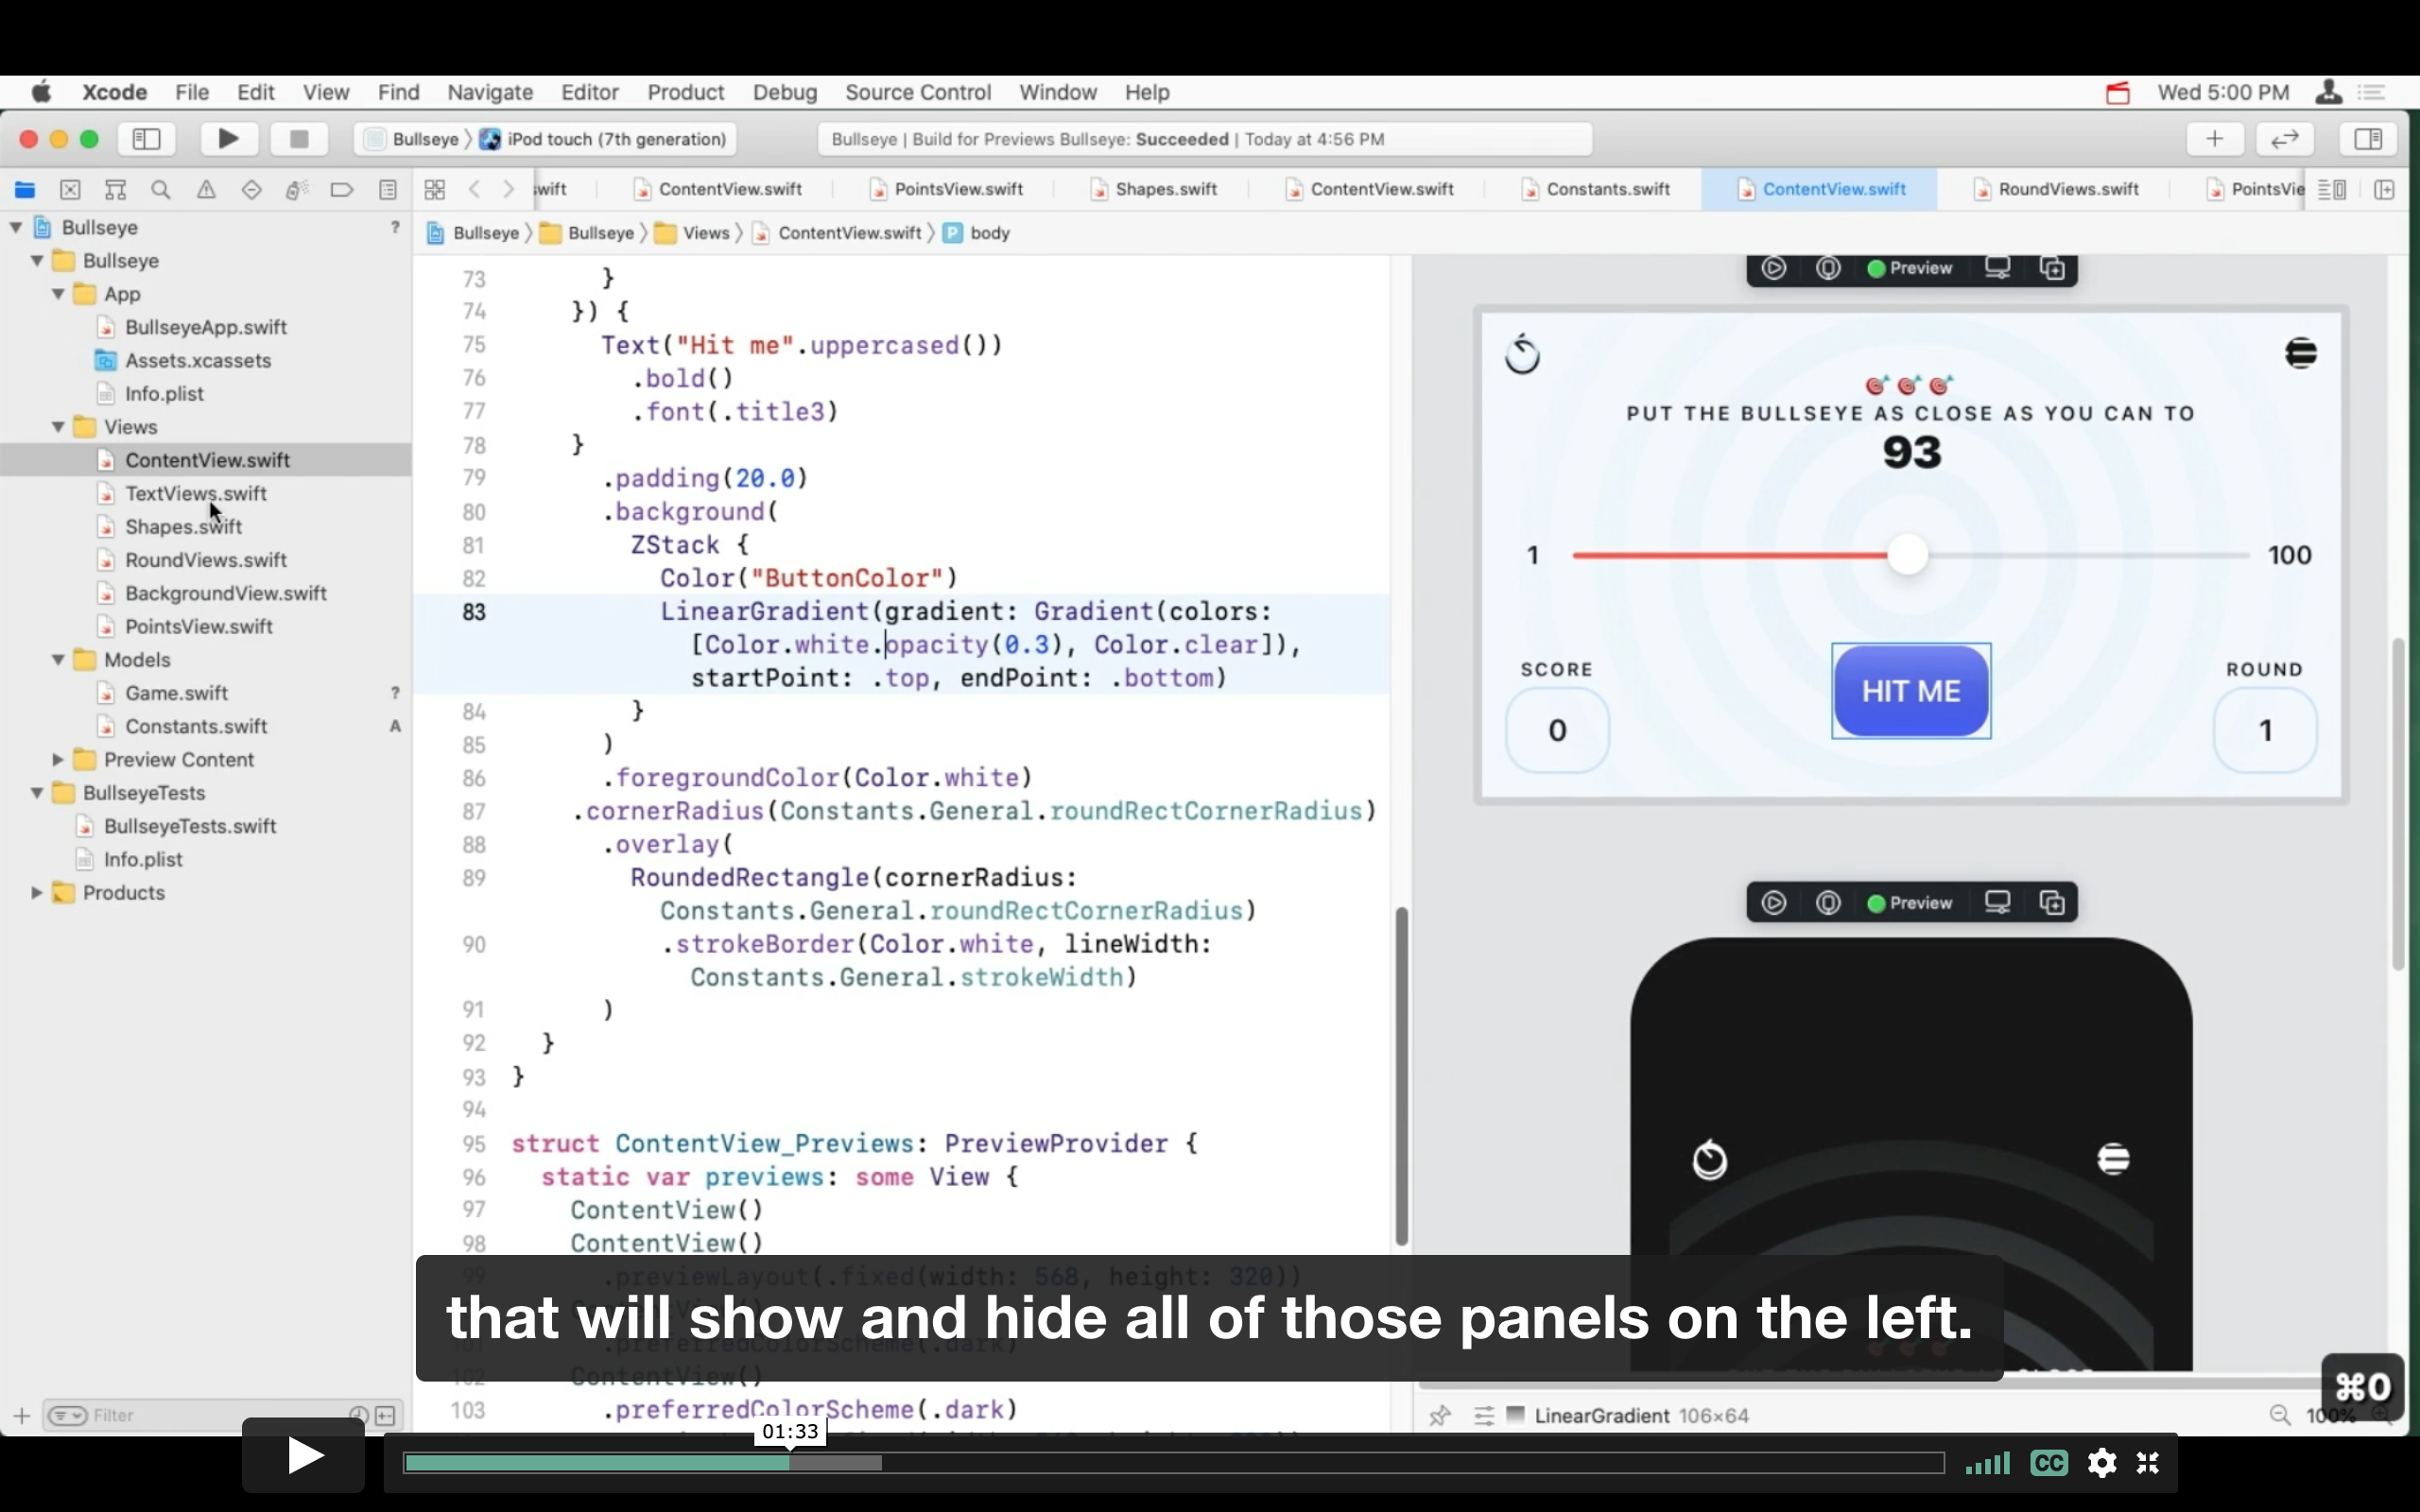 Xcode File Edit View Find Navigate Editor Product Debug Source Control Window Help Wed 5:00 PM
Bullseye iPod touch (7th generation)
Bullseye | Build for Previews Bullseye: Succeeded | Today at 4:56 PM
swift ContentView.swift PointsView.swift Shapes.swift ContentView.swift Constants.swift ContentView.swift RoundViews.swift PointsVie
Bullseye Bullseye Views ContentView.swift P body
Bullseye ?
Bullseye
App
BullseyeApp.swift
Assets.xcassets
Info.plist
Views
ContentView.swift
TextViews.swift
Shapes.swift
RoundViews.swift
BackgroundView.swift
PointsView.swift
Models
Game.swift ?
Constants.swift A
Preview Content
BullseyeTests
BullseyeTests.swift
Info.plist
Products
Filter
73 }
74 }) {
75 Text("Hit me".uppercased())
76 .bold()
77 .font(.title3)
78 }
79 .padding(20.0)
80 .background(
81 ZStack {
82 Color("ButtonColor")
83 LinearGradient(gradient: Gradient(colors:
[Color.white.opacity(0.3), Color.clear]),
startPoint: .top, endPoint: .bottom)
84 }
85 )
86 .foregroundColor(Color.white)
87 .cornerRadius(Constants.General.roundRectCornerRadius)
88 .overlay(
89 RoundedRectangle(cornerRadius:
Constants.General.roundRectCornerRadius)
90 .strokeBorder(Color.white, lineWidth:
Constants.General.strokeWidth)
91 )
92 }
93 }
94
95 struct ContentView_Previews: PreviewProvider {
96 static var previews: some View {
97 ContentView()
98 ContentView()
99 .previewLayout(.fixed(width: 568, height: 320))
.preferredColorScheme(.dark)
102 ContentView()
103 .preferredColorScheme(.dark)
Preview
PUT THE BULLSEYE AS CLOSE AS YOU CAN TO
93
1 100
SCORE
0
HIT ME
ROUND
1
Preview
that will show and hide all of those panels on the left.
⌘0
LinearGradient 106×64
100%
01:33
CC